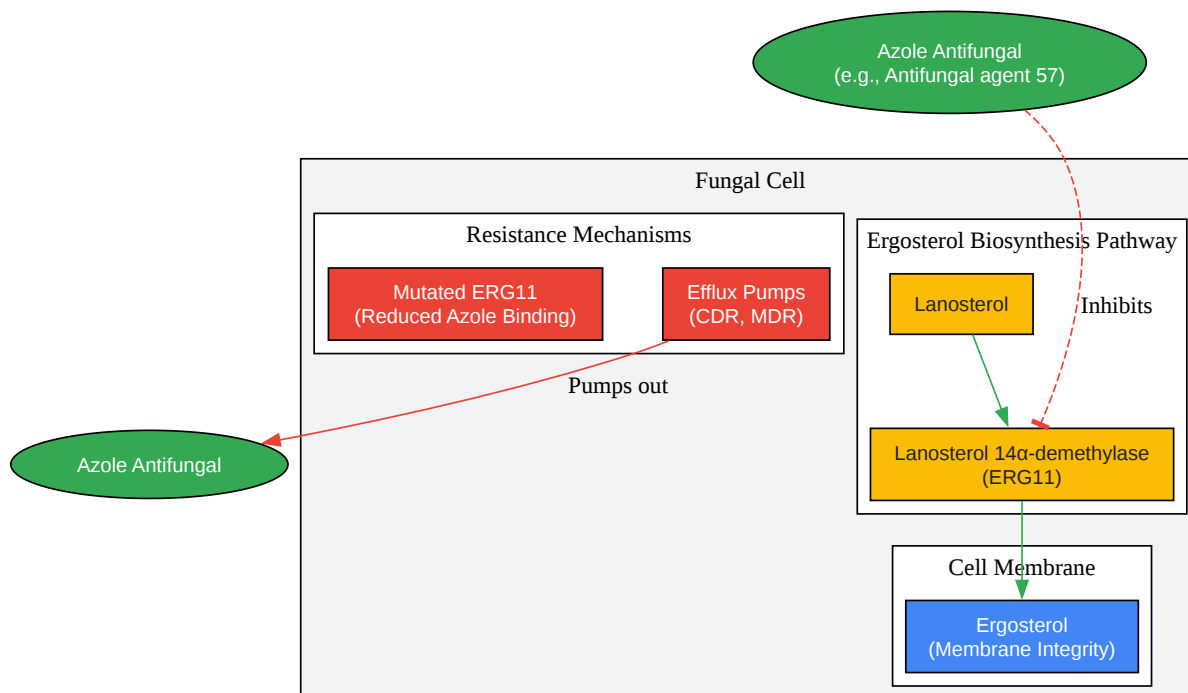 Azole Antifungal
(e.g., Antifungal agent 57)
Fungal Cell
Resistance Mechanisms
Mutated ERG11
(Reduced Azole Binding)
Efflux Pumps
(CDR, MDR)
Ergosterol Biosynthesis Pathway
Lanosterol
Inhibits
Pumps out
Azole Antifungal
Lanosterol 14α-demethylase
(ERG11)
Cell Membrane
Ergosterol
(Membrane Integrity)